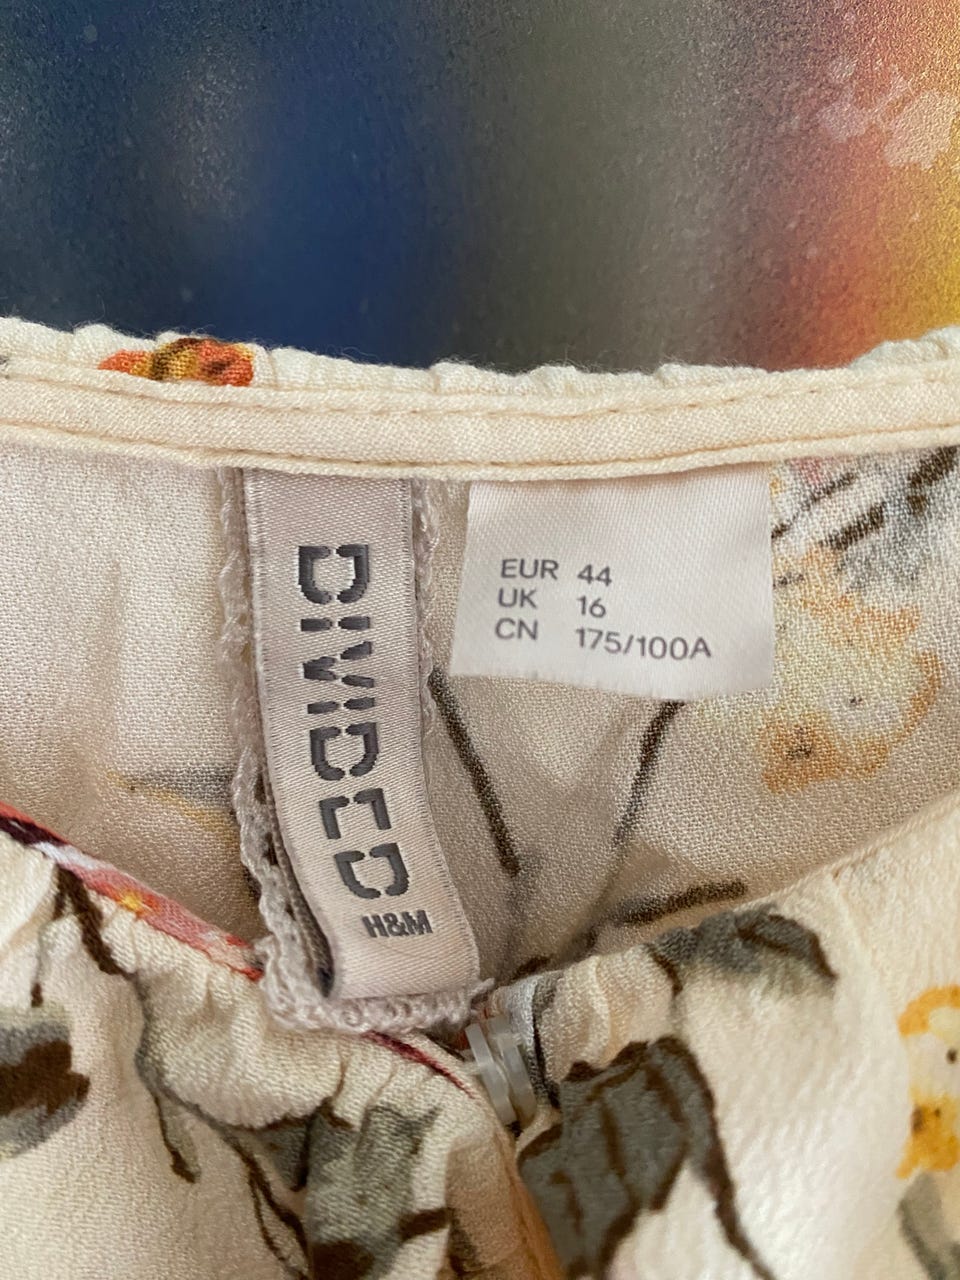 DIVIDED
H&M
EUR 44
UK 16
CN 175/100A